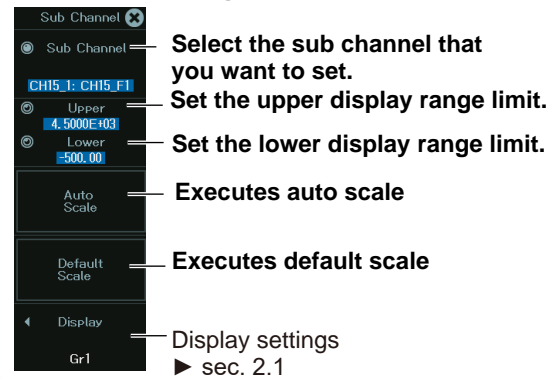 Sub Channel
Sub Channel
Select the sub channel that
you want to set.
CH15_1: CH15_F1
Upper
Set the upper display range limit.
4.5000E+03
Lower
Set the lower display range limit.
-500.00
Auto
Scale
Executes auto scale
Default
Scale
Executes default scale
Display
Display settings
Gr1
► sec. 2.1